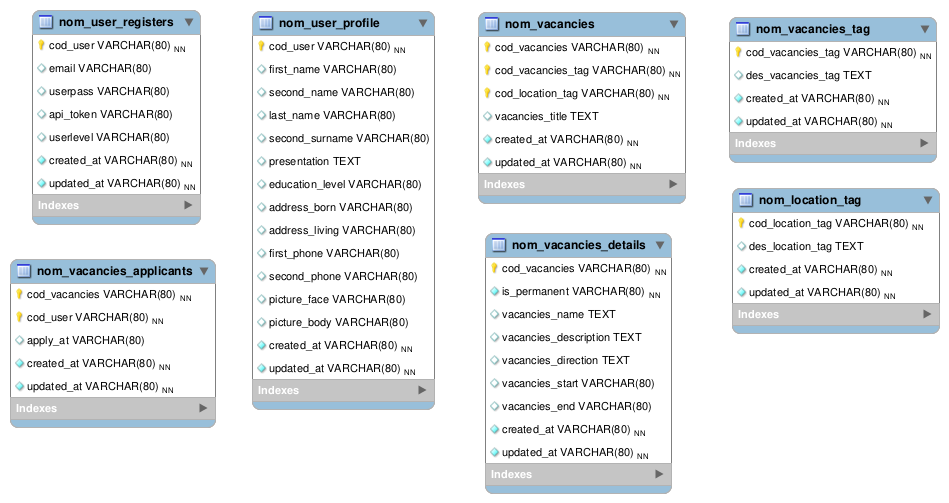 nom_user_registers
cod_user VARCHAR(80) NN
email VARCHAR(80)
userpass VARCHAR(80)
api_token VARCHAR(80)
userlevel VARCHAR(80)
created_at VARCHAR(80) NN
updated_at VARCHAR(80) NN
Indexes
nom_vacancies_applicants
cod_vacancies VARCHAR(80) NN
cod_user VARCHAR(80) NN
apply_at VARCHAR(80)
created_at VARCHAR(80) NN
updated_at VARCHAR(80) NN
Indexes
nom_user_profile
cod_user VARCHAR(80) NN
first_name VARCHAR(80)
second_name VARCHAR(80)
last_name VARCHAR(80)
second_surname VARCHAR(80)
presentation TEXT
education_level VARCHAR(80)
address_born VARCHAR(80)
address_living VARCHAR(80)
first_phone VARCHAR(80)
second_phone VARCHAR(80)
picture_face VARCHAR(80)
picture_body VARCHAR(80)
created_at VARCHAR(80) NN
updated_at VARCHAR(80) NN
Indexes
nom_vacancies
cod_vacancies VARCHAR(80) NN
cod_vacancies_tag VARCHAR(80) NN
cod_location_tag VARCHAR(80) NN
vacancies_title TEXT
created_at VARCHAR(80) NN
updated_at VARCHAR(80) NN
Indexes
nom_vacancies_details
cod_vacancies VARCHAR(80) NN
is_permanent VARCHAR(80) NN
vacancies_name TEXT
vacancies_description TEXT
vacancies_direction TEXT
vacancies_start VARCHAR(80)
vacancies_end VARCHAR(80)
created_at VARCHAR(80) NN
updated_at VARCHAR(80) NN
Indexes
nom_vacancies_tag
cod_vacancies_tag VARCHAR(80) NN
des_vacancies_tag TEXT
created_at VARCHAR(80) NN
updated_at VARCHAR(80) NN
Indexes
nom_location_tag
cod_location_tag VARCHAR(80) NN
des_location_tag TEXT
created_at VARCHAR(80) NN
updated_at VARCHAR(80) NN
Indexes